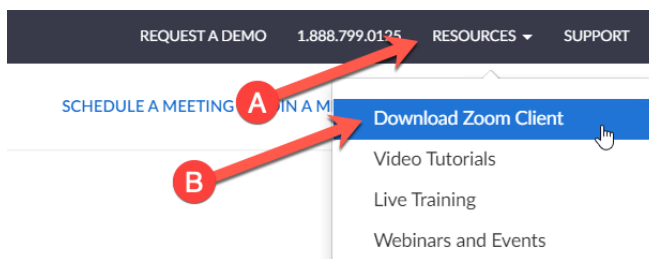 REQUEST A DEMO 1.888.799.0125 RESOURCES SUPPORT
SCHEDULE A MEETING A IN A M
Download Zoom Client
B
Video Tutorials
Live Training
Webinars and Events